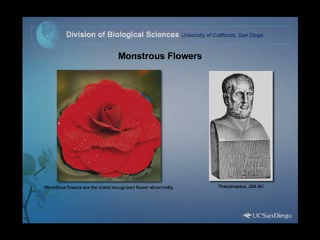 Division of Biological Sciences University of California, San Diego
Monstrous Flowers
Monstrous flowers are the oldest recognized flower abnormality.
Theophrastus, 286 BC
UCSanDiego